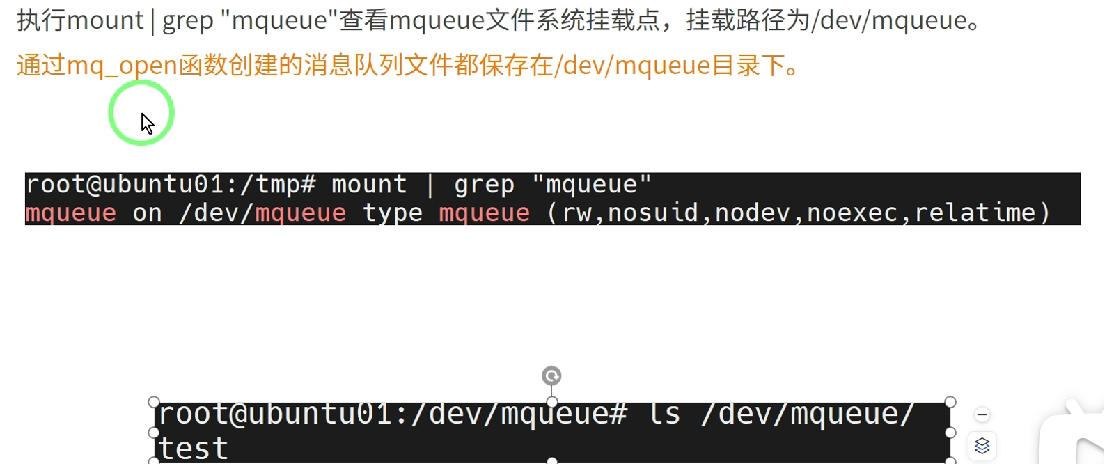 执行mount | grep "mqueue"查看mqueue文件系统挂载点，挂载路径为/dev/mqueue。
通过mq_open函数创建的消息队列文件都保存在/dev/mqueue目录下。
root@ubuntu01:/tmp# mount | grep "mqueue"
mqueue on /dev/mqueue type mqueue (rw,nosuid,nodev,noexec,relatime)
root@ubuntu01:/dev/mqueue# ls /dev/mqueue/
test